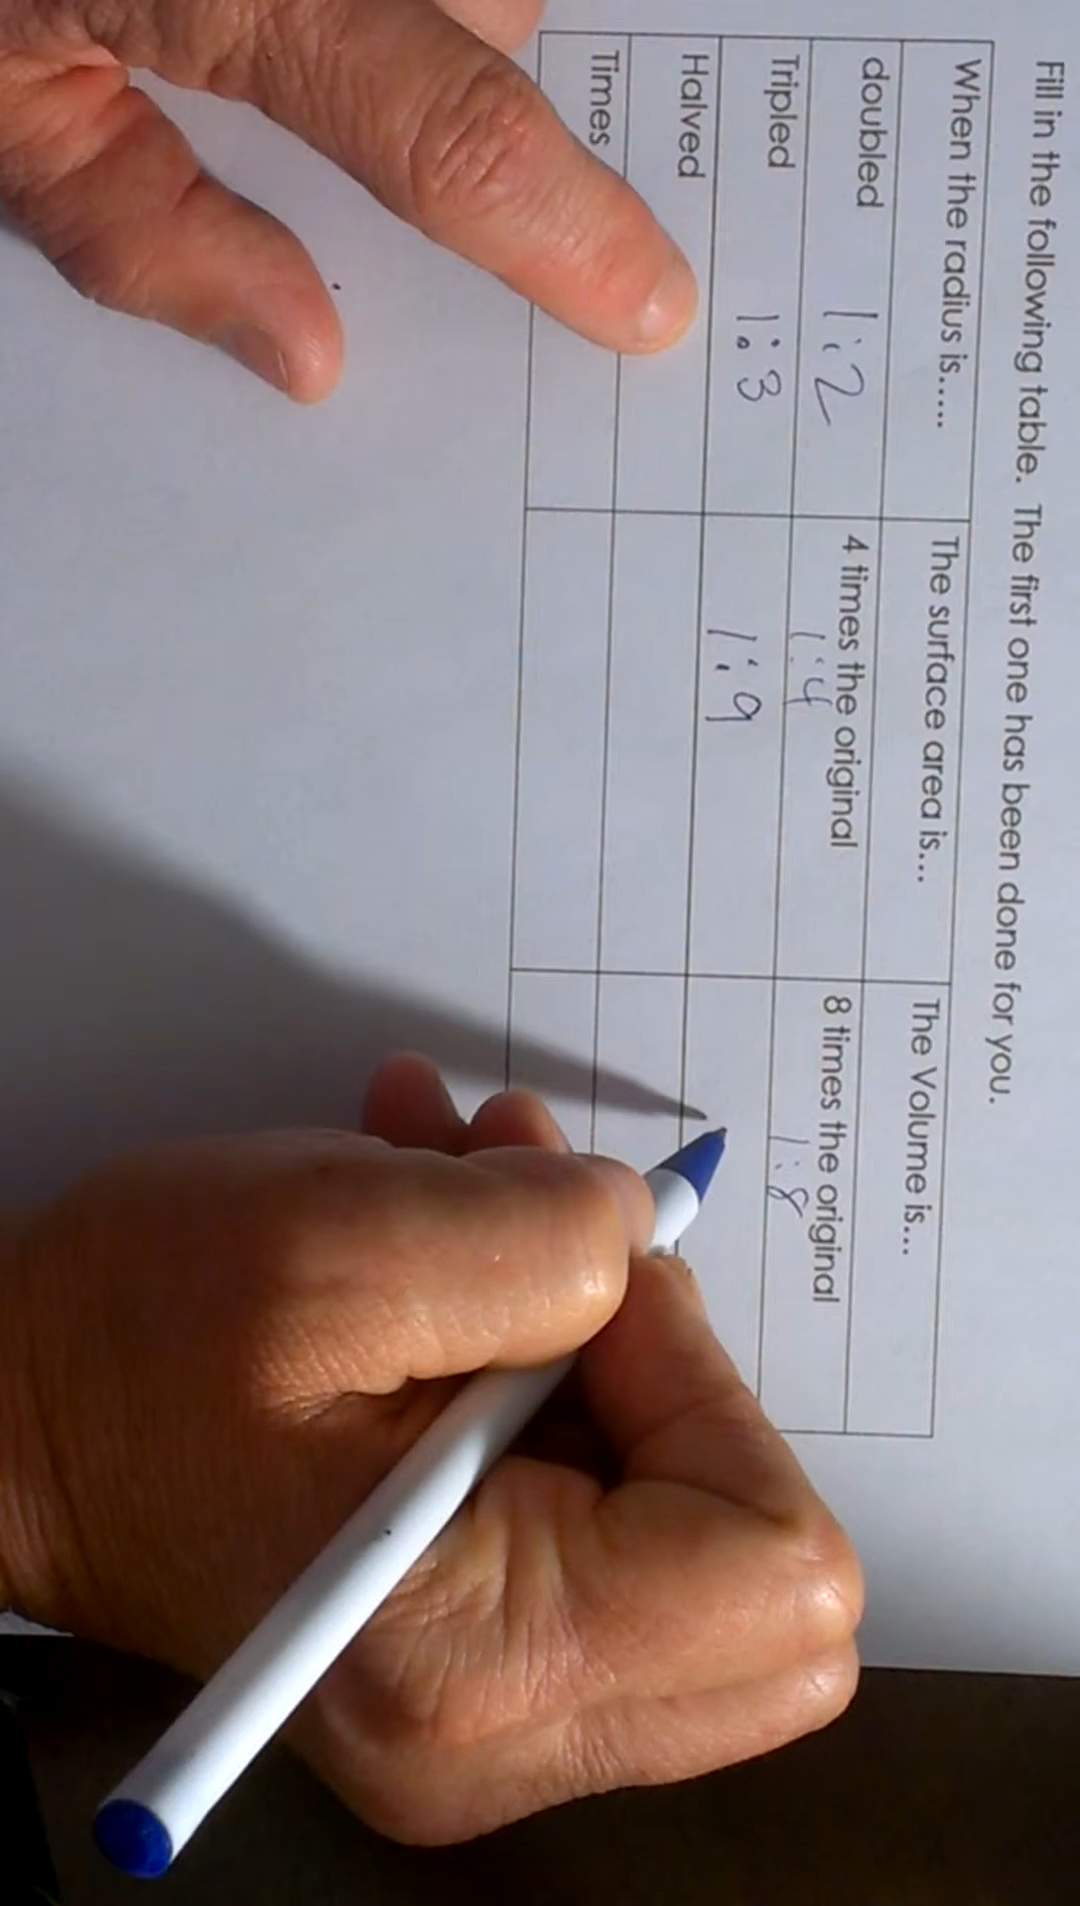 Fill in the following table. The first one has been done for you.
When the radius is..... The surface area is... The Volume is...
doubled 1:2 4 times the original 8 times the original
1:4 1:8
Tripled 1:3 1:9
Halved
Times